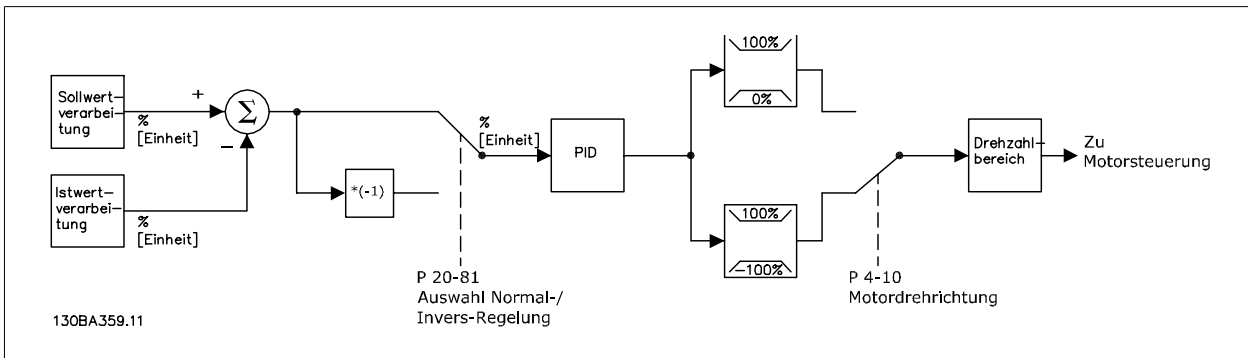 Sollwert-
verarbei-
tung
+
%
[Einheit]
Σ
−
Istwert-
verarbei-
tung
%
[Einheit]
*(-1)
%
[Einheit]
PID
100%
0%
100%
−100%
Drehzahl-
bereich
Zu
Motorsteuerung
P 20-81
Auswahl Normal-/
Invers-Regelung
P 4-10
Motordrehrichtung
130BA359.11